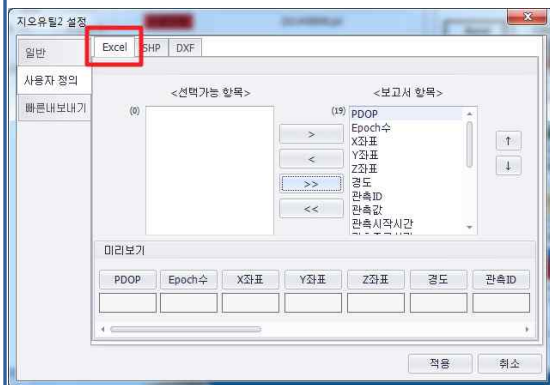 지오유틸2 설정
일반
사용자 정의
빠른내보내기
Excel
SHP
DXF
<선택가능 항목>
<보고서 항목>
(0)
(19)
>
<
>>
<<
PDOP
Epoch수
X좌표
Y좌표
Z좌표
경도
관측ID
관측값
관측시작시간
↑
↓
미리보기
PDOP Epoch수 X좌표 Y좌표 Z좌표 경도 관측ID
적용 취소